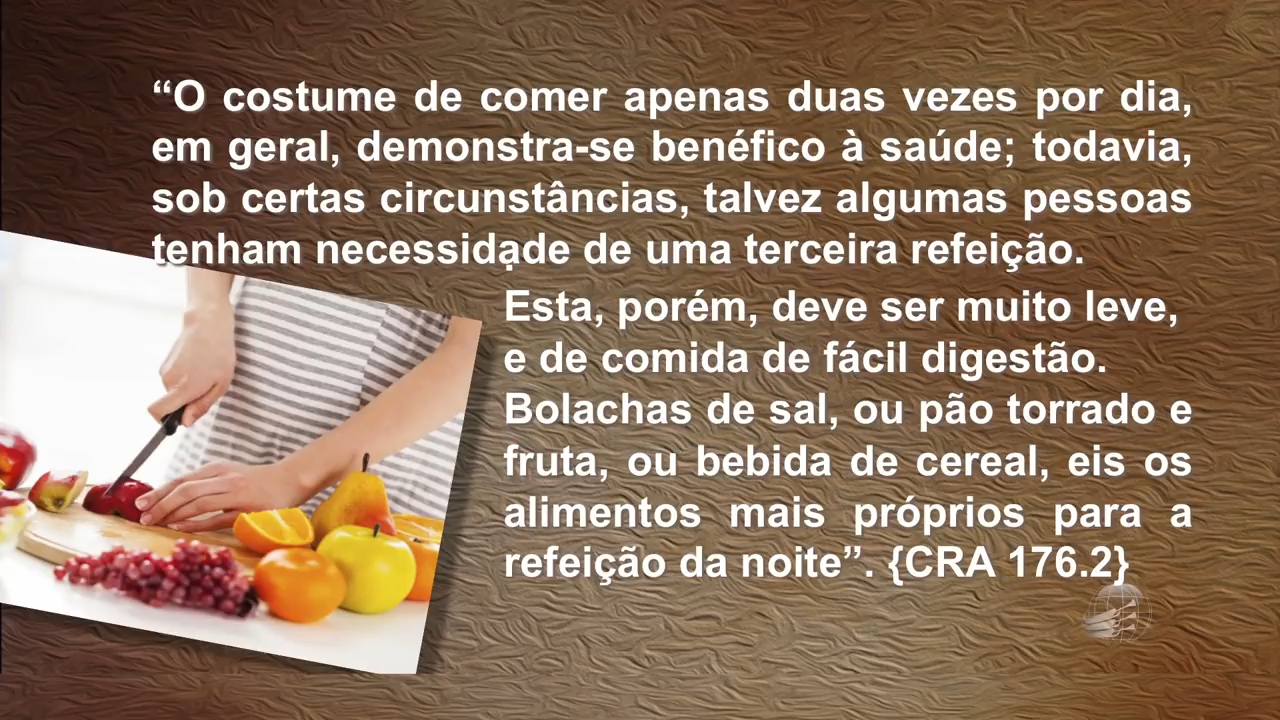 “O costume de comer apenas duas vezes por dia,
em geral, demonstra-se benéfico à saúde; todavia,
sob certas circunstâncias, talvez algumas pessoas
tenham necessidade de uma terceira refeição.
Esta, porém, deve ser muito leve,
e de comida de fácil digestão.
Bolachas de sal, ou pão torrado e
fruta, ou bebida de cereal, eis os
alimentos mais próprios para a
refeição da noite”. {CRA 176.2}